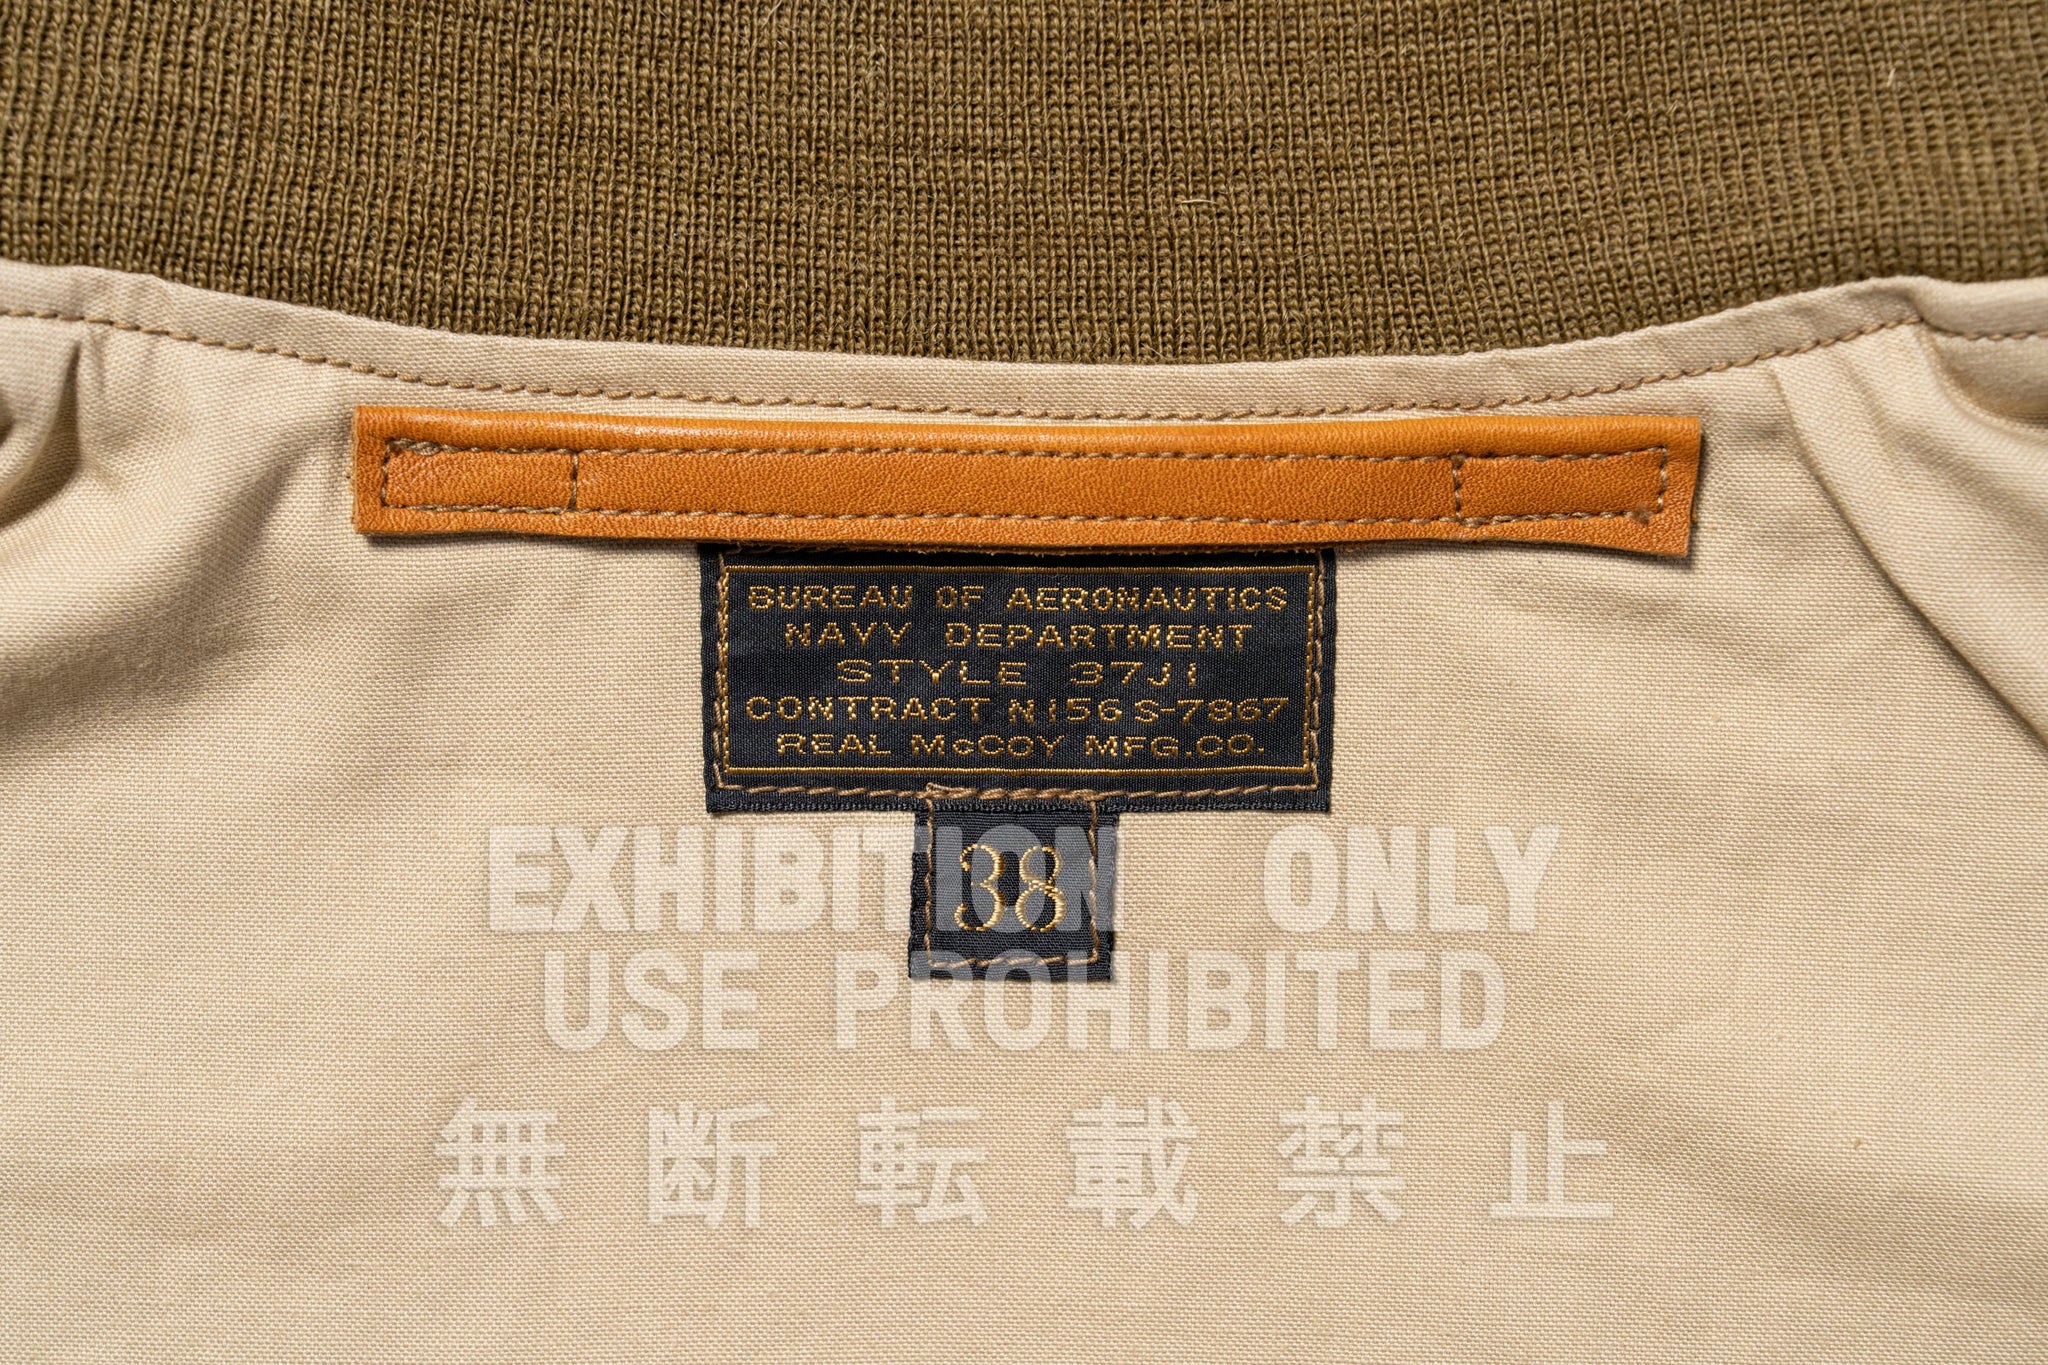 BUREAU OF AERONAUTICS
NAVY DEPARTMENT
STYLE 37J1
CONTRACT N156S-7867
REAL McCOY MFG.CO.
38
EXHIBITION ONLY
USE PROHIBITED
無断転載禁止